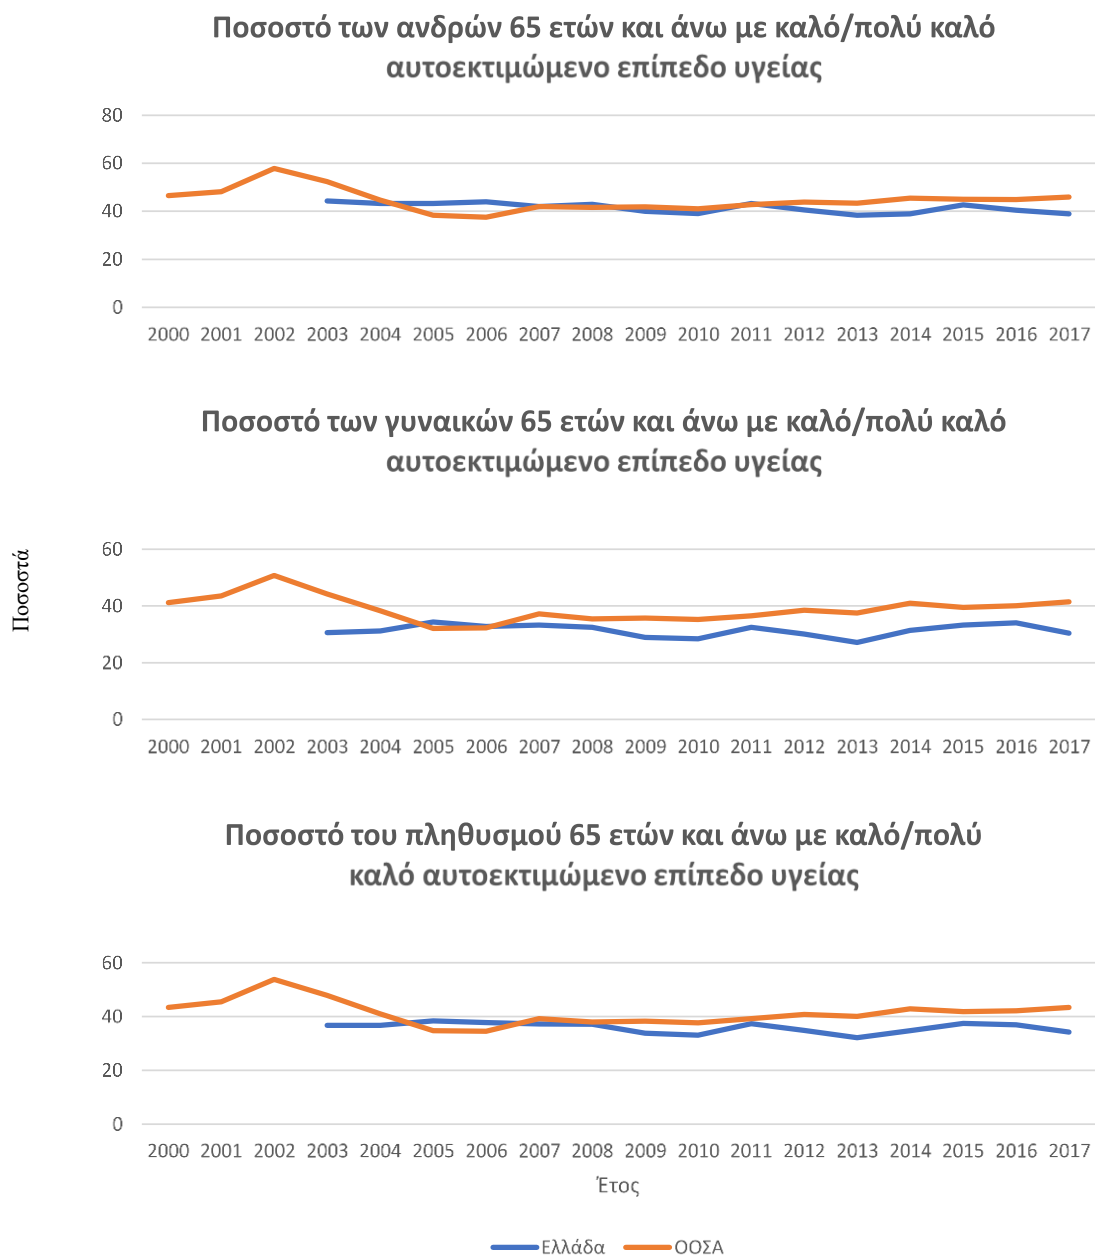 Ποσοστό των ανδρών 65 ετών και άνω με καλό/πολύ καλό
αυτοεκτιμώμενο επίπεδο υγείας
80
60
40
20
0
2000 2001 2002 2003 2004 2005 2006 2007 2008 2009 2010 2011 2012 2013 2014 2015 2016 2017
Ποσοστό των γυναικών 65 ετών και άνω με καλό/πολύ καλό
αυτοεκτιμώμενο επίπεδο υγείας
Ποσοστά
60
40
20
0
2000 2001 2002 2003 2004 2005 2006 2007 2008 2009 2010 2011 2012 2013 2014 2015 2016 2017
Ποσοστό του πληθυσμού 65 ετών και άνω με καλό/πολύ
καλό αυτοεκτιμώμενο επίπεδο υγείας
60
40
20
0
2000 2001 2002 2003 2004 2005 2006 2007 2008 2009 2010 2011 2012 2013 2014 2015 2016 2017
Έτος
Ελλάδα ΟΟΣΑ